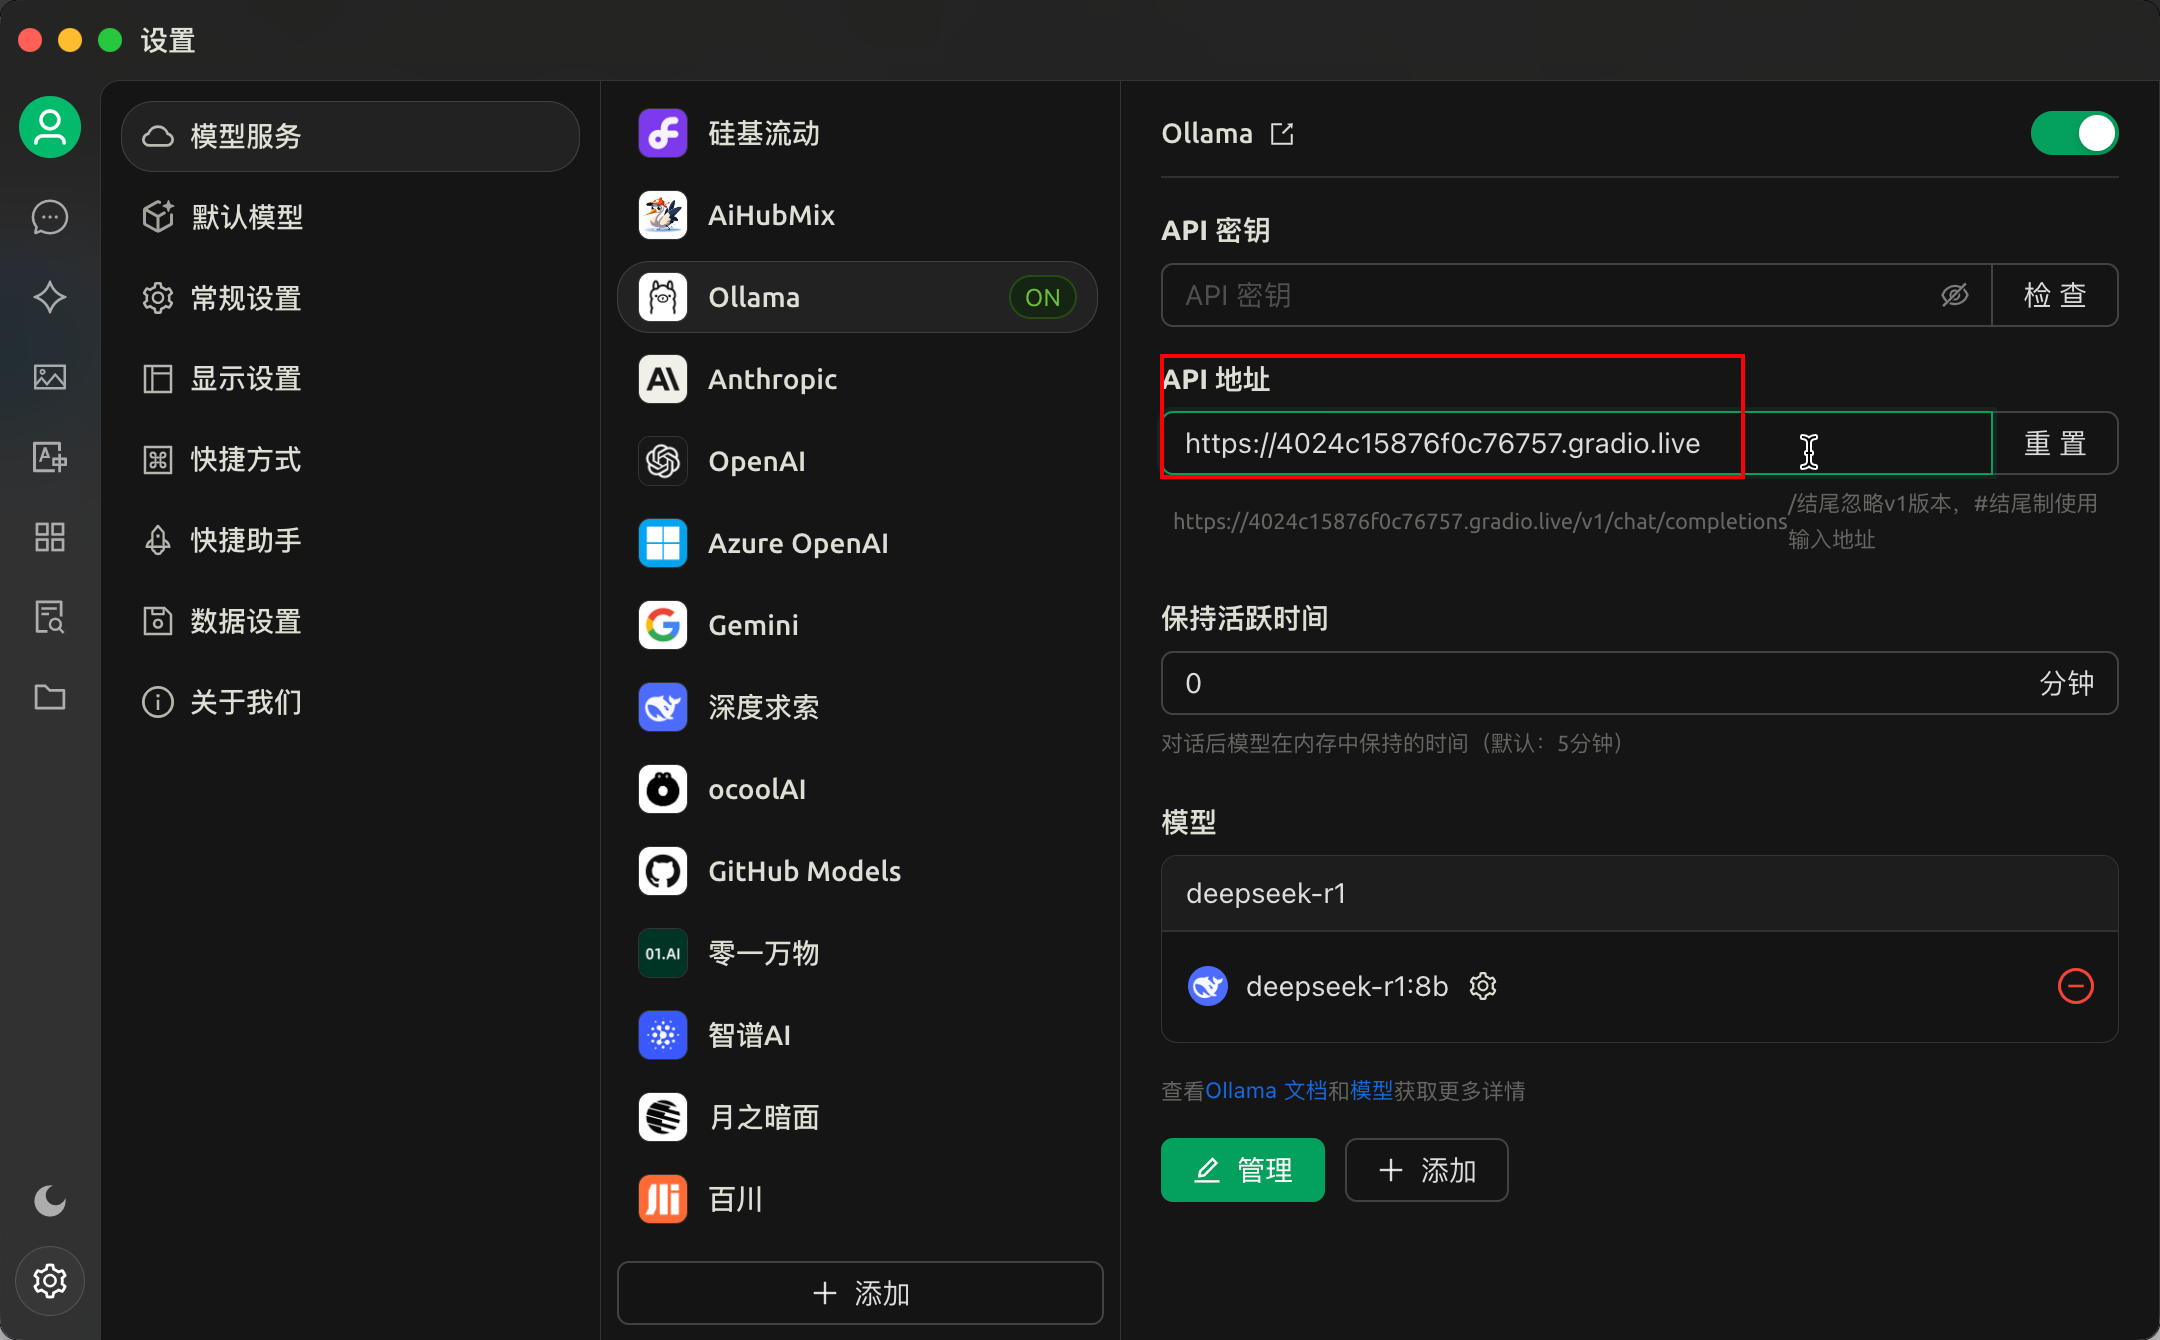 设置
模型服务
默认模型
常规设置
显示设置
快捷方式
快捷助手
数据设置
关于我们
硅基流动
AiHubMix
Ollama
ON
Anthropic
OpenAI
Azure OpenAI
Gemini
深度求索
ocoolAI
GitHub Models
01.AI
零一万物
智谱AI
月之暗面
百川
添加
Ollama
API 密钥
API 密钥
检 查
API 地址
https://4024c15876f0c76757.gradio.live
重 置
https://4024c15876f0c76757.gradio.live/v1/chat/completions
/结尾忽略v1版本，#结尾制使用
输入地址
保持活跃时间
0
分钟
对话后模型在内存中保持的时间（默认：5分钟）
模型
deepseek-r1
deepseek-r1:8b
查看Ollama 文档和模型获取更多详情
管理
添加